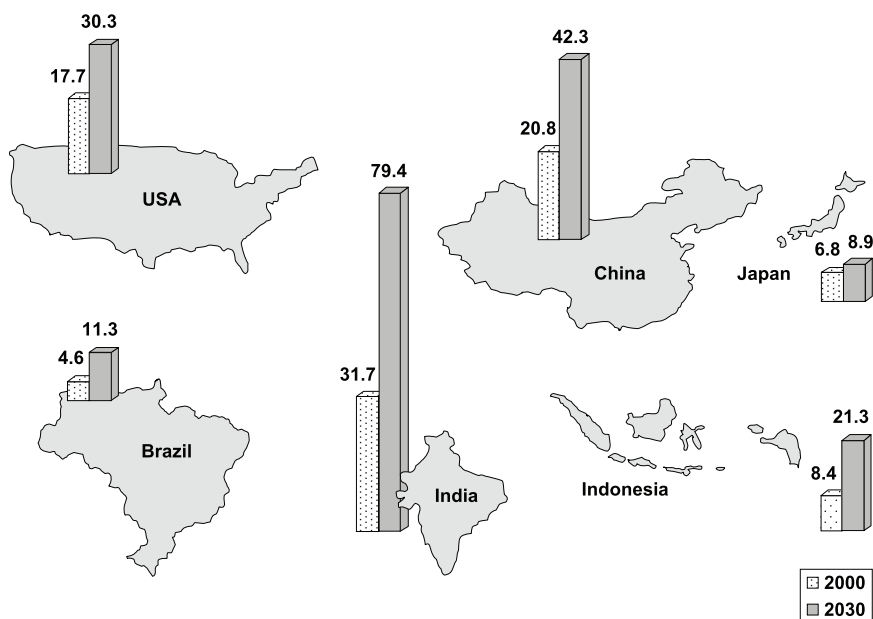 30.3
17.7
USA
42.3
20.8
China
6.8 8.9
Japan
79.4
31.7
India
11.3
4.6
Brazil
21.3
8.4
Indonesia
2000
2030